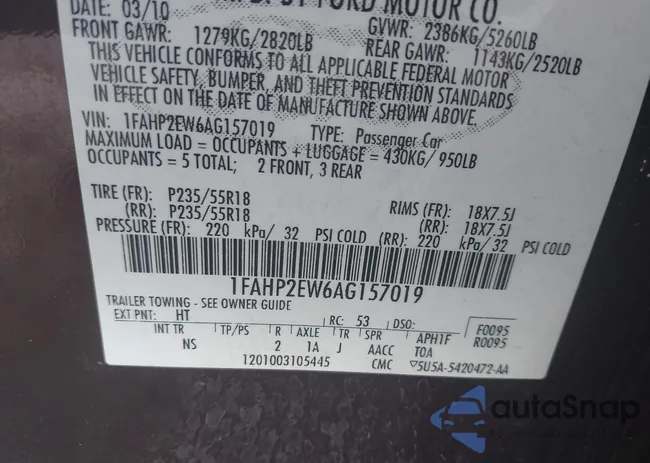 DATE: 03/10
BY FORD MOTOR CO.
FRONT GAWR: 1279KG/2820LB
GVWR: 2386KG/5260LB
REAR GAWR: 1143KG/2520LB
THIS VEHICLE CONFORMS TO ALL APPLICABLE FEDERAL MOTOR
VEHICLE SAFETY, BUMPER, AND THEFT PREVENTION STANDARDS
IN EFFECT ON THE DATE OF MANUFACTURE SHOWN ABOVE.
VIN: 1FAHP2EW6AG157019 TYPE: Passenger Car
MAXIMUM LOAD = OCCUPANTS + LUGGAGE = 430KG/ 950LB
OCCUPANTS = 5 TOTAL; 2 FRONT, 3 REAR
TIRE (FR): P235/55R18 RIMS (FR): 18X7.5J
(RR): P235/55R18 (RR): 18X7.5J
PRESSURE (FR): 220 kPa/ 32 PSI COLD (RR): 220 kPa/ 32 PSI COLD
1FAHP2EW6AG157019
TRAILER TOWING - SEE OWNER GUIDE
EXT PNT: HT RC: 53 DSO: F0095
INT TR TP/PS R AXLE TR SPR APH1F R0095
NS 2 1A J AACC TOA
1201003105445 CMC 5U5A-5420472-AA
autoSnap